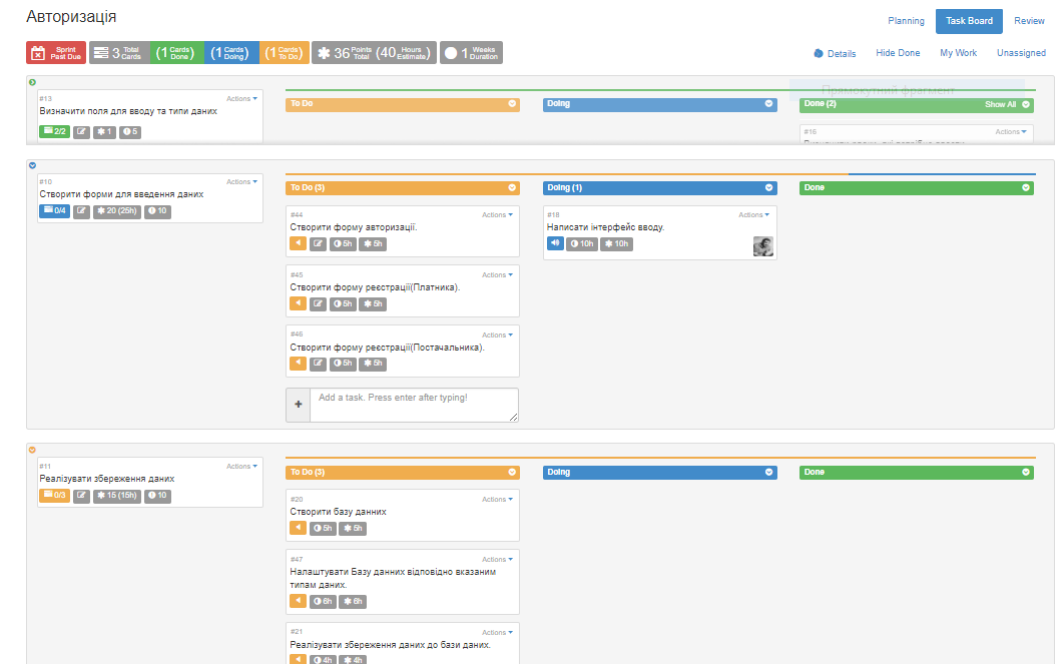 Авторизація
Planning Task Board Review
Sprint Past Due 3 Total Cards (1 Cards Done) (1 Cards Doing) (1 Cards To Do) 36 Points Total (40 Hours Estimate) 1 Weeks Duration
Details Hide Done My Work Unassigned
Прямокутний фрагмент
#13 Actions
Визначити поля для вводу та типи даних
2/2 1 5
To Do
Doing
Done (2) Show All
#16 Actions
#10 Actions
Створити форми для введення даних
0/4 20 (25h) 10
To Do (3)
#44 Actions
Створити форму авторизації.
5h 5h
#45 Actions
Створити форму реєстрації(Платника).
5h 5h
#46 Actions
Створити форму реєстрації(Постачальника).
5h 5h
Add a task. Press enter after typing!
Doing (1)
#18 Actions
Написати інтерфейс вводу.
10h 10h
Done
#11 Actions
Реалізувати збереження даних
0/3 15 (15h) 10
To Do (3)
#20 Actions
Створити базу данних
5h 5h
#47 Actions
Налаштувати Базу данних відповідно вказаним
типам даних.
6h 6h
#21 Actions
Реалізувати збереження даних до бази даних.
4h 4h
Doing
Done